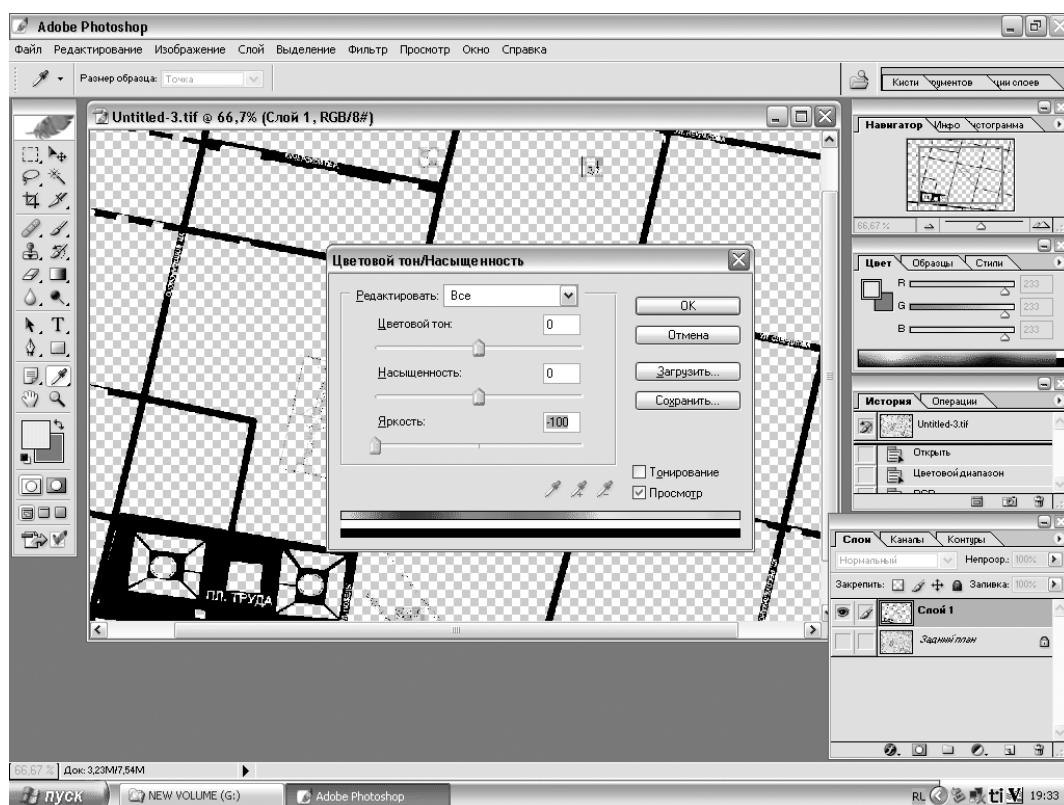 Adobe Photoshop
Файл Редактирование Изображение Слой Выделение Фильтр Просмотр Окно Справка
Размер образца: Точка
Кисти рументов ции слоев
Untitled-3.tif @ 66,7% (Слой 1, RGB/8#)
Навигатор Инфо
66,67 %
Цвет Образцы Стили
R 233
G 233
B 233
История Операции
Untitled-3.tif
Открыть
Цветовой диапазон
Цветовой тон/Насыщенность
Редактировать: Все
Цветовой тон: 0
Насыщенность: 0
Яркость: -100
OK
Отмена
Загрузить...
Сохранить...
Тонирование
Просмотр
ПЛ. ТРУДА
Слои Каналы Контуры
Нормальный Непрозр.: 100%
Закрепить: Заливка: 100%
Слой 1
Задний план
66,67 % Док: 3,23M/7,54M
пуск NEW VOLUME (G:) Adobe Photoshop RL 19:33